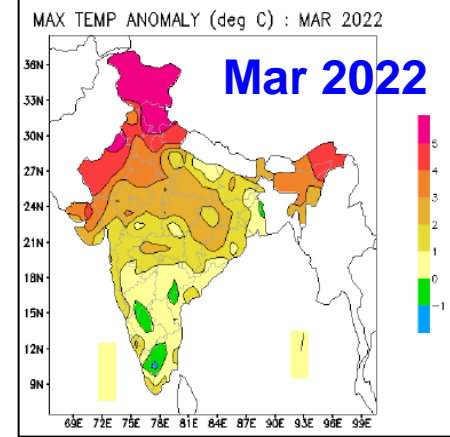 MAX TEMP ANOMALY (deg C) : MAR 2022
Mar 2022
36N
33N
30N
27N
24N
21N
18N
15N
12N
9N
69E 72E 75E 78E 81E 84E 87E 90E 93E 96E 99E
5
4
3
2
1
0
-1